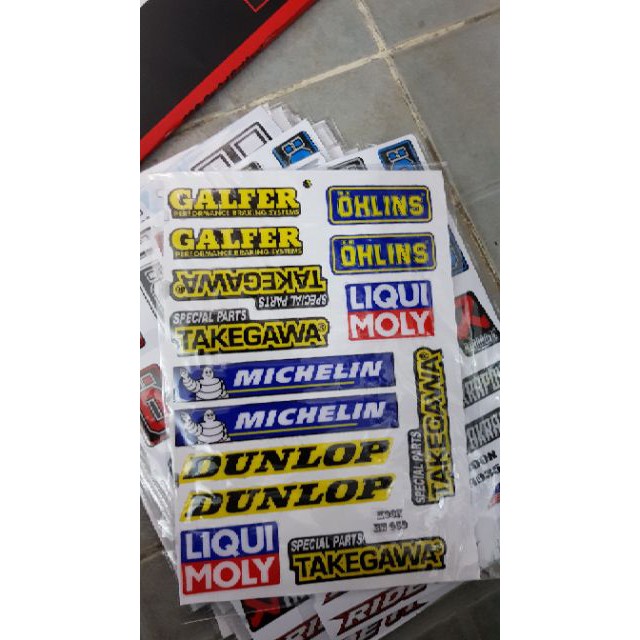 GALFER
PERFORMANCE BRAKING SYSTEMS
ÖHLINS
GALFER
PERFORMANCE BRAKING SYSTEMS
ÖHLINS
TAKEGAWA®
SPECIAL PARTS
SPECIAL PARTS
TAKEGAWA®
LIQUI
MOLY
MICHELIN
MICHELIN
SPECIAL PARTS
TAKEGAWA®
DUNLOP
DUNLOP
LIQUI
MOLY
SPECIAL PARTS
TAKEGAWA®
RIDE